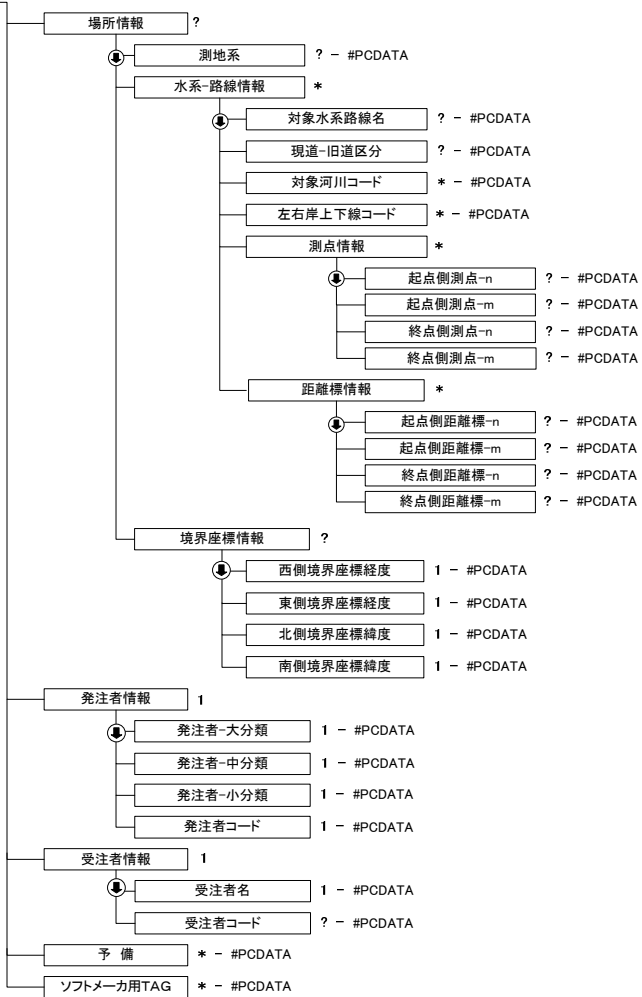 場所情報 ?
測地系 ? - #PCDATA
水系-路線情報 *
対象水系路線名 ? - #PCDATA
現道-旧道区分 ? - #PCDATA
対象河川コード * - #PCDATA
左右岸上下線コード * - #PCDATA
測点情報 *
起点側測点-n ? - #PCDATA
起点側測点-m ? - #PCDATA
終点側測点-n ? - #PCDATA
終点側測点-m ? - #PCDATA
距離標情報 *
起点側距離標-n ? - #PCDATA
起点側距離標-m ? - #PCDATA
終点側距離標-n ? - #PCDATA
終点側距離標-m ? - #PCDATA
境界座標情報 ?
西側境界座標経度 1 - #PCDATA
東側境界座標経度 1 - #PCDATA
北側境界座標緯度 1 - #PCDATA
南側境界座標緯度 1 - #PCDATA
発注者情報 1
発注者-大分類 1 - #PCDATA
発注者-中分類 1 - #PCDATA
発注者-小分類 1 - #PCDATA
発注者コード 1 - #PCDATA
受注者情報 1
受注者名 1 - #PCDATA
受注者コード ? - #PCDATA
予 備 * - #PCDATA
ソフトメーカ用TAG * - #PCDATA